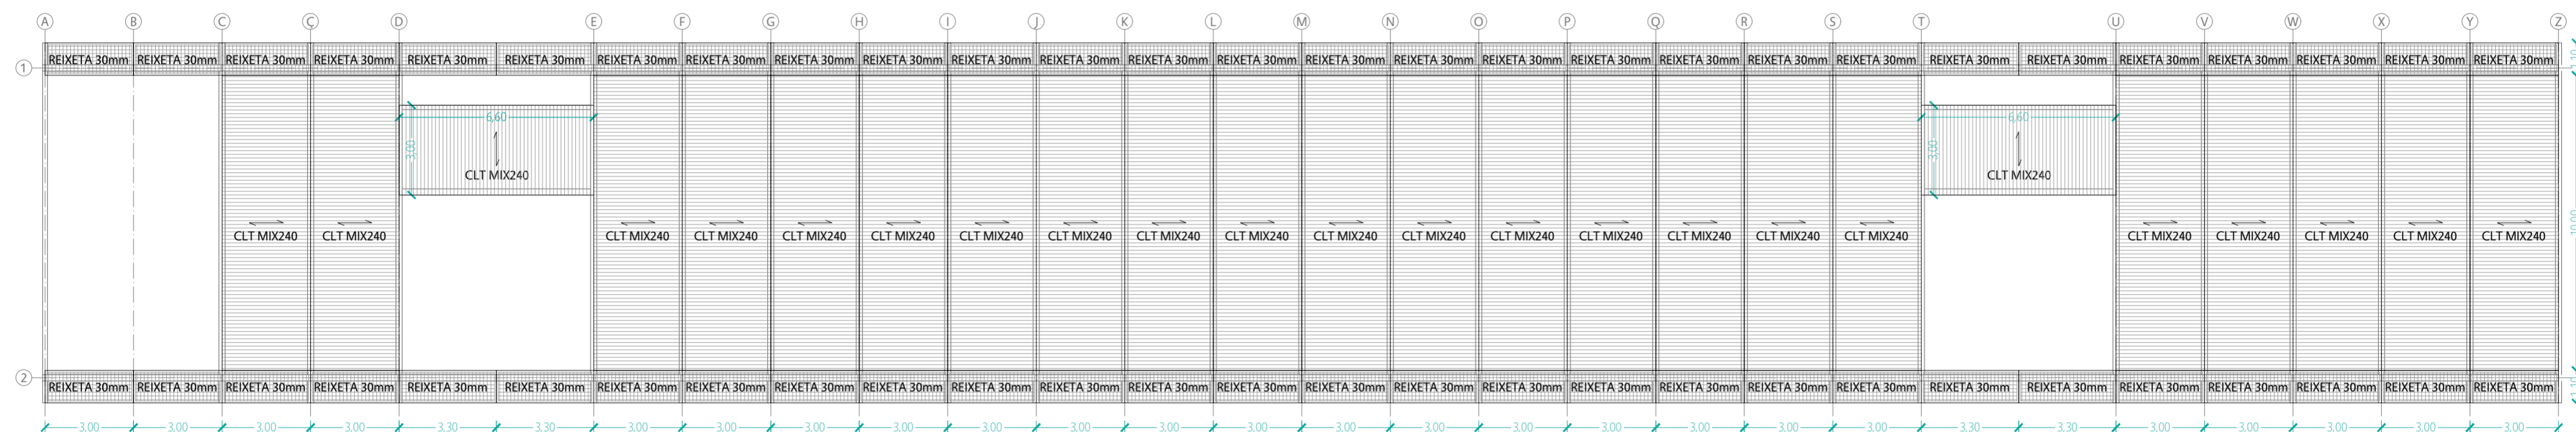 A B C Ç D E F G H I J K L M N O P Q R S T U V W X Y Z
1 REIXETA 30mm REIXETA 30mm REIXETA 30mm REIXETA 30mm REIXETA 30mm REIXETA 30mm REIXETA 30mm REIXETA 30mm REIXETA 30mm REIXETA 30mm REIXETA 30mm REIXETA 30mm REIXETA 30mm REIXETA 30mm REIXETA 30mm REIXETA 30mm REIXETA 30mm REIXETA 30mm REIXETA 30mm REIXETA 30mm REIXETA 30mm REIXETA 30mm REIXETA 30mm REIXETA 30mm REIXETA 30mm REIXETA 30mm REIXETA 30mm REIXETA 30mm
6,60 6,60
3,00 3,00
CLT MIX240 CLT MIX240
CLT MIX240 CLT MIX240 CLT MIX240 CLT MIX240 CLT MIX240 CLT MIX240 CLT MIX240 CLT MIX240 CLT MIX240 CLT MIX240 CLT MIX240 CLT MIX240 CLT MIX240 CLT MIX240 CLT MIX240 CLT MIX240 CLT MIX240 CLT MIX240 CLT MIX240 CLT MIX240 CLT MIX240 CLT MIX240
2 REIXETA 30mm REIXETA 30mm REIXETA 30mm REIXETA 30mm REIXETA 30mm REIXETA 30mm REIXETA 30mm REIXETA 30mm REIXETA 30mm REIXETA 30mm REIXETA 30mm REIXETA 30mm REIXETA 30mm REIXETA 30mm REIXETA 30mm REIXETA 30mm REIXETA 30mm REIXETA 30mm REIXETA 30mm REIXETA 30mm REIXETA 30mm REIXETA 30mm REIXETA 30mm REIXETA 30mm REIXETA 30mm REIXETA 30mm REIXETA 30mm REIXETA 30mm
3,00 3,00 3,00 3,00 3,30 3,30 3,00 3,00 3,00 3,00 3,00 3,00 3,00 3,00 3,00 3,00 3,00 3,00 3,00 3,00 3,00 3,30 3,30 3,00 3,00 3,00 3,00 3,00